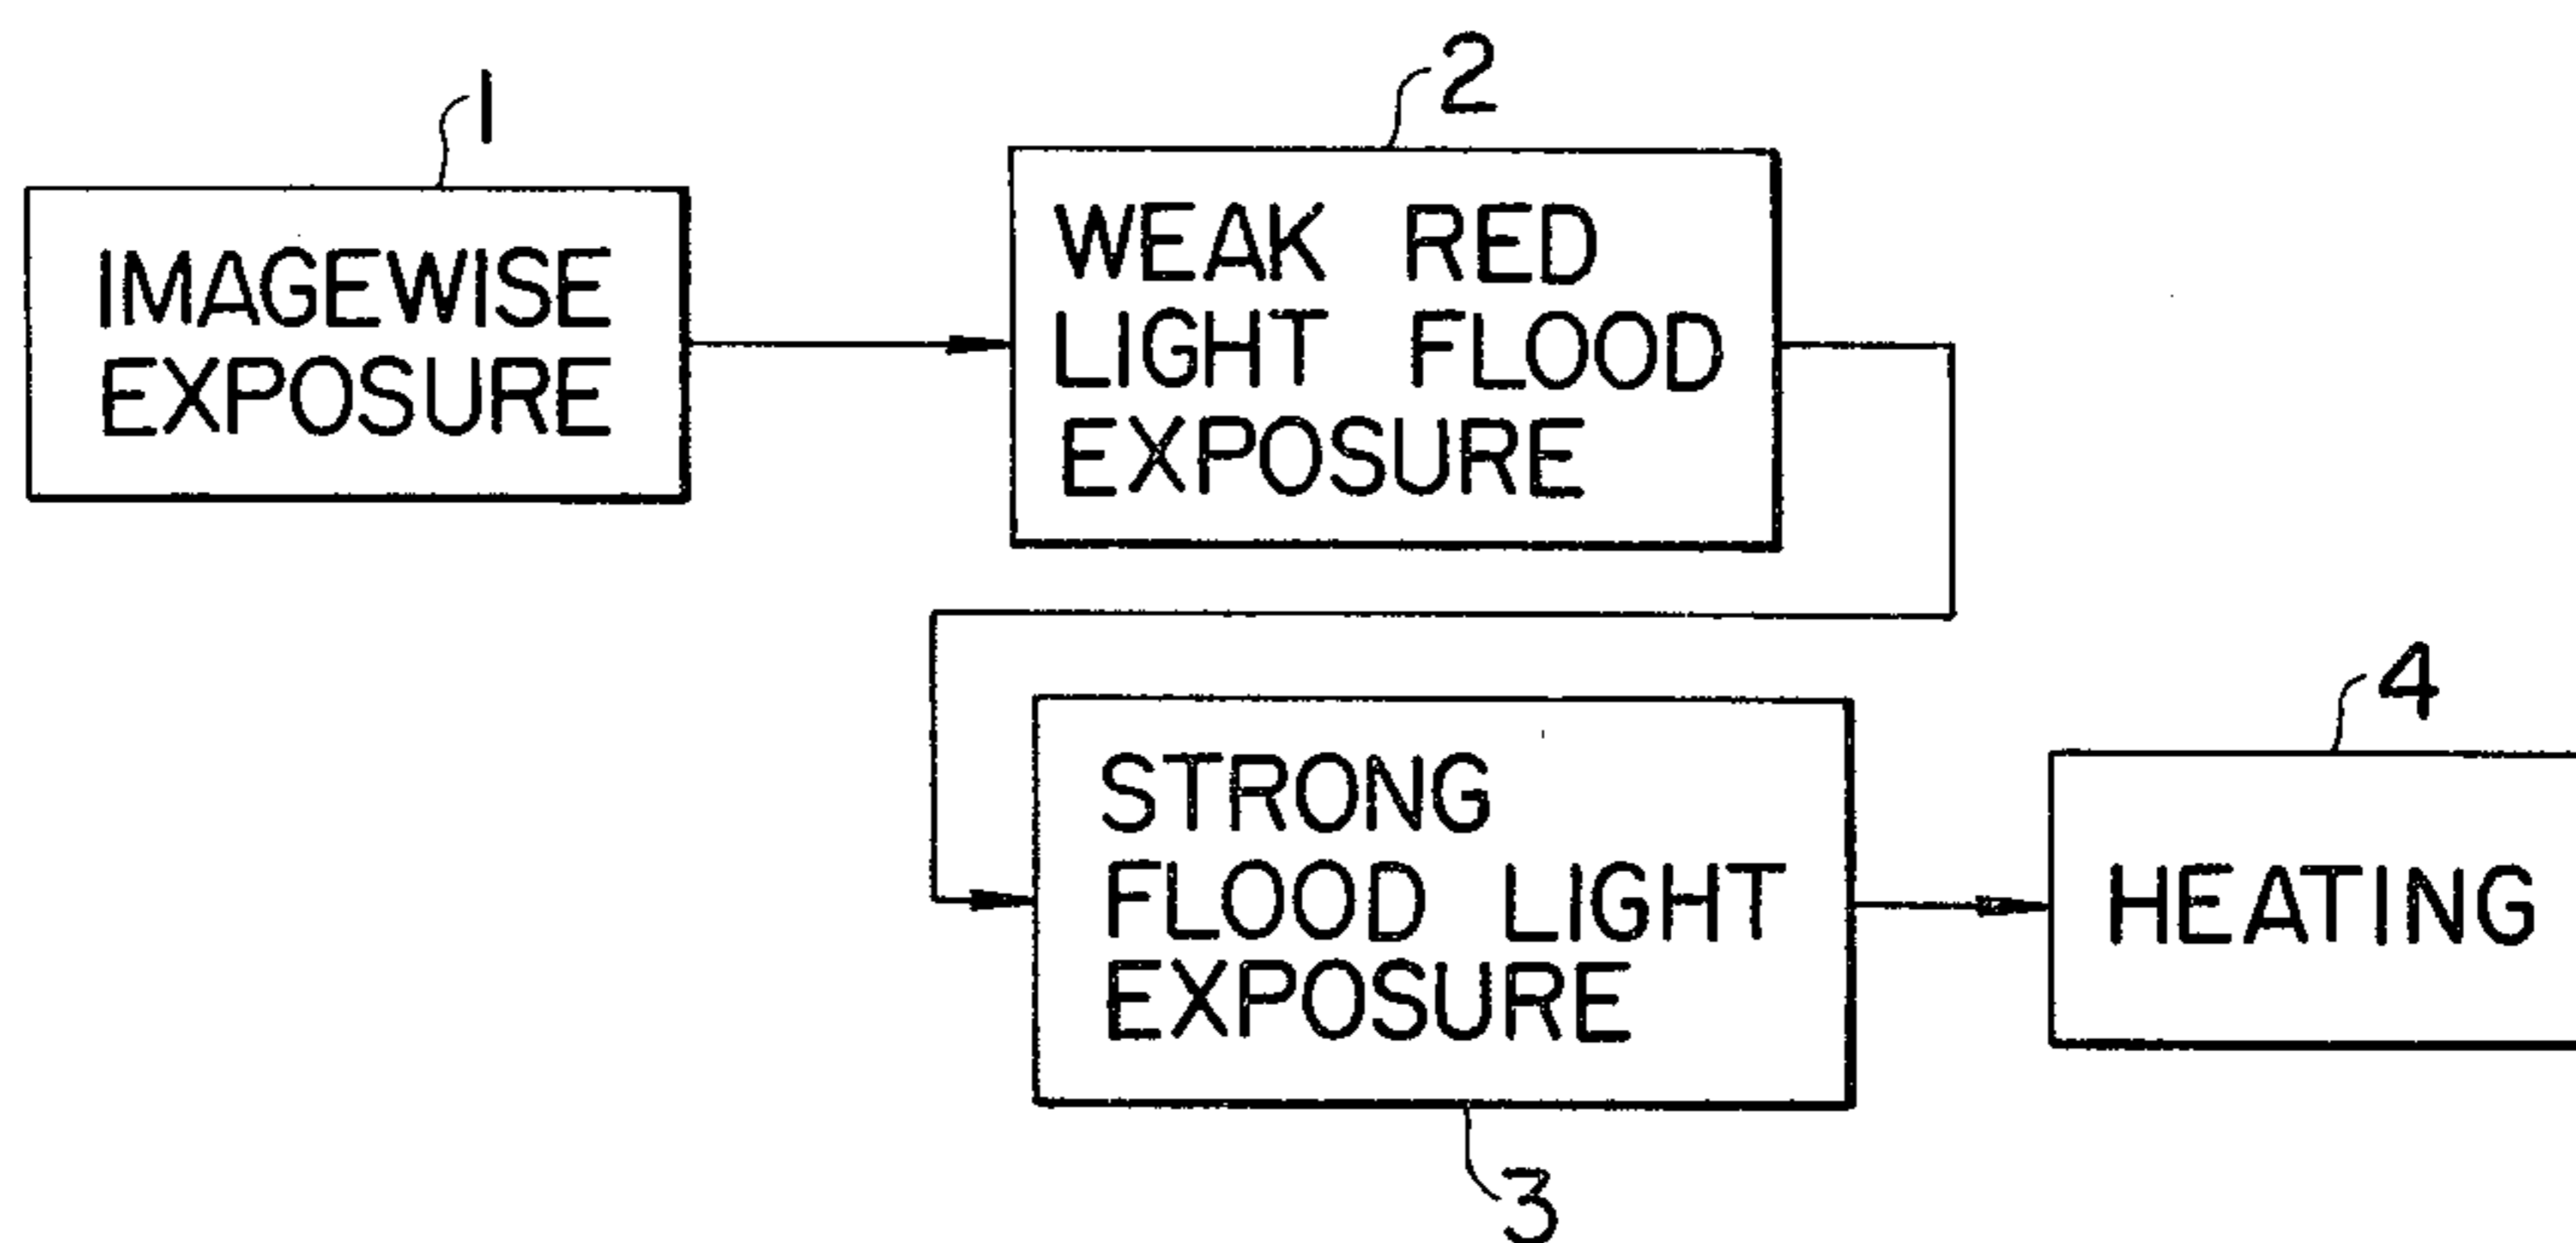 1
IMAGEWISE
EXPOSURE
2
WEAK RED
LIGHT FLOOD
EXPOSURE
3
STRONG
FLOOD LIGHT
EXPOSURE
4
HEATING